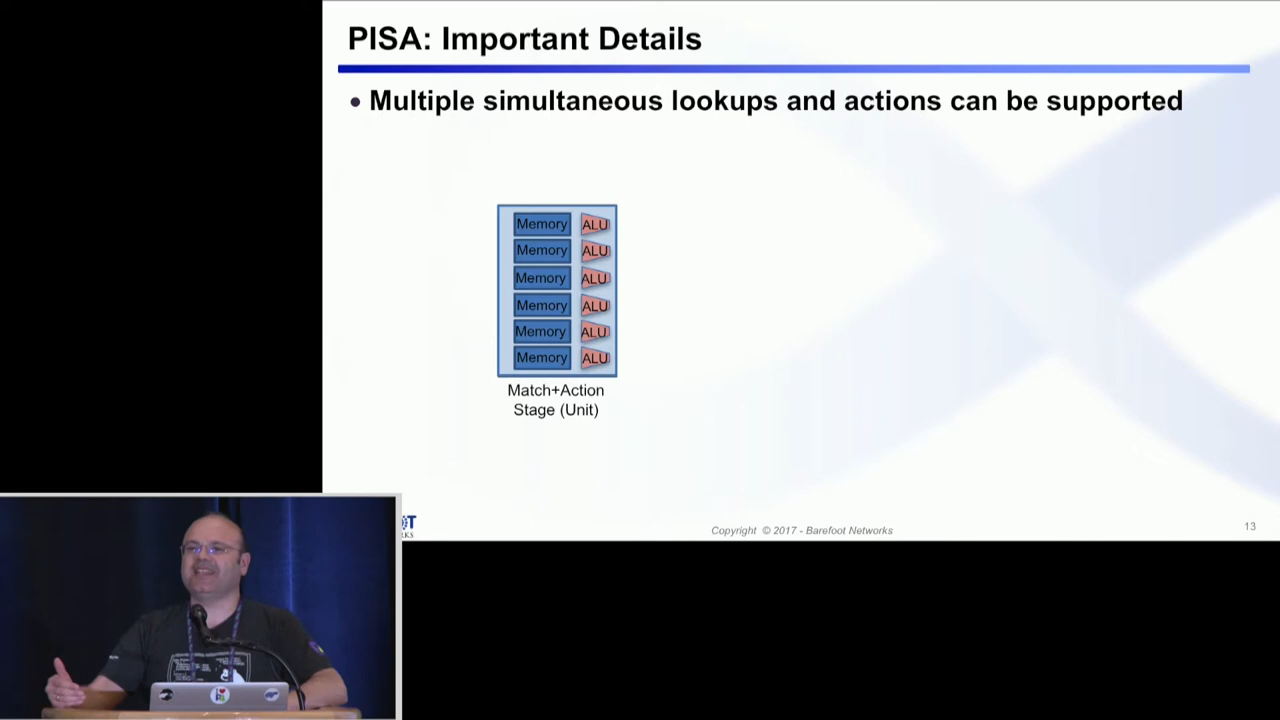 PISA: Important Details
• Multiple simultaneous lookups and actions can be supported
Memory ALU
Memory ALU
Memory ALU
Memory ALU
Memory ALU
Memory ALU
Match+Action
Stage (Unit)
Copyright © 2017 - Barefoot Networks
13